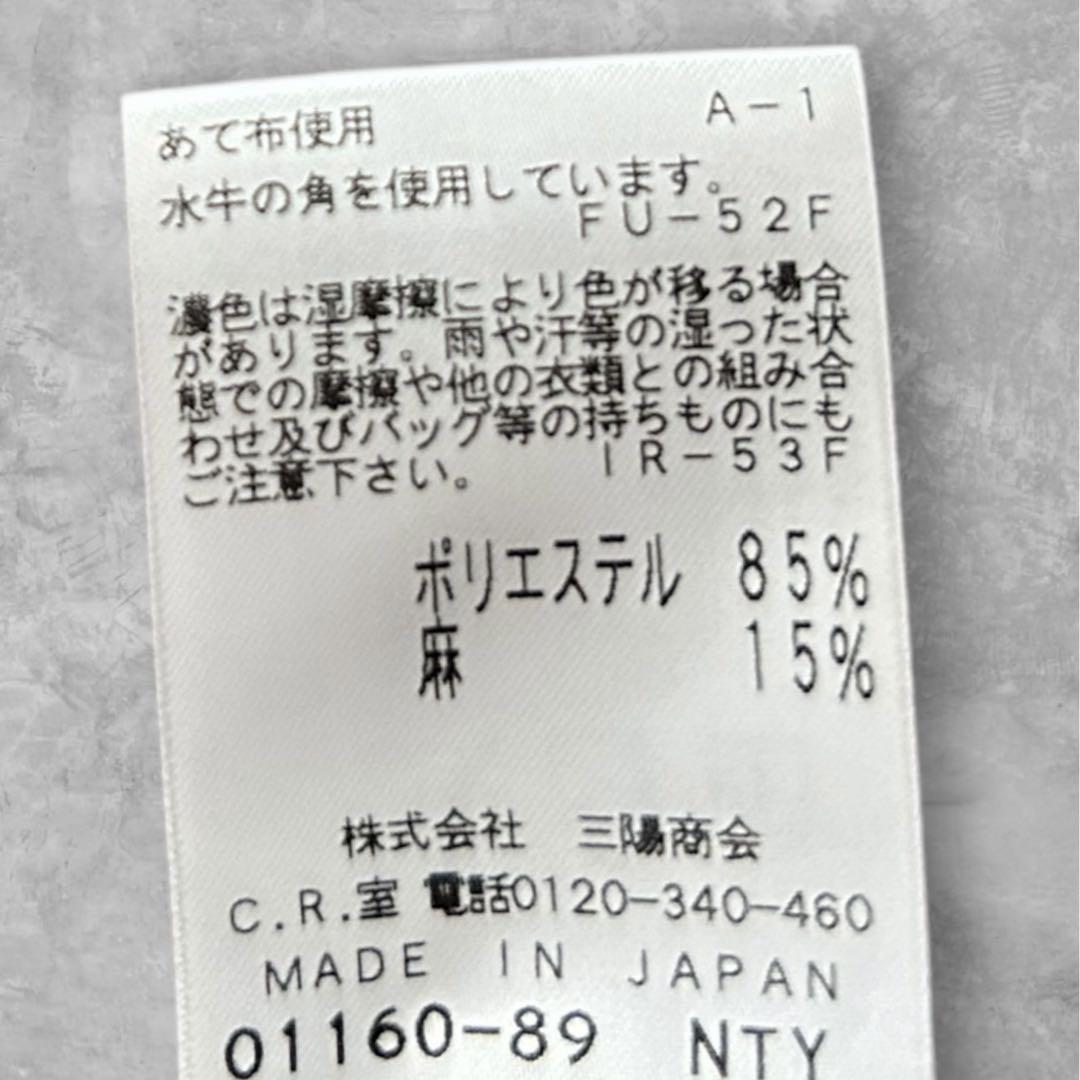 あて布使用 A-1
水牛の角を使用しています。
FU-52F
濃色は湿摩擦により色が移る場合
があります。雨や汗等の湿った状
態での摩擦や他の衣類との組み合
わせ及びバッグ等の持ちものにも
ご注意下さい。 IR-53F
ポリエステル 85%
麻 15%
株式会社 三陽商会
C.R.室 電話0120-340-460
MADE IN JAPAN
01160-89 NTY